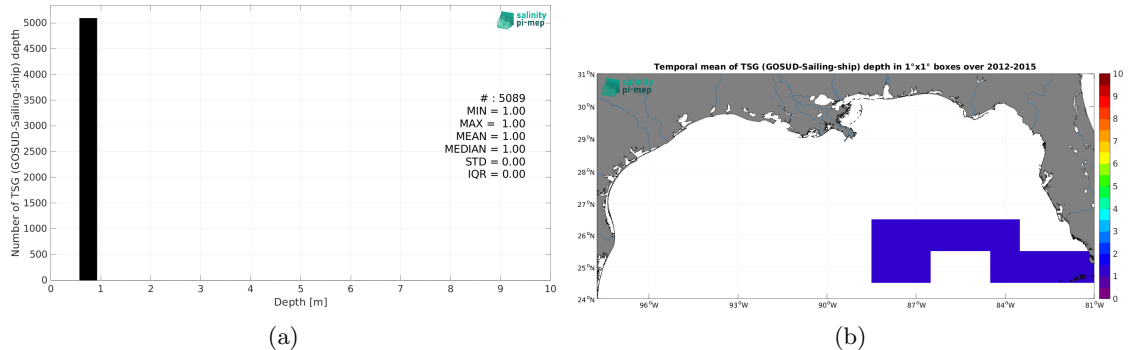 5000
4500
4000
3500
3000
2500
2000
1500
1000
500
0
Number of TSG (GOSUD-Sailing-ship) depth
salinity
pi-mep
# : 5089
MIN = 1.00
MAX = 1.00
MEAN = 1.00
MEDIAN = 1.00
STD = 0.00
IQR = 0.00
0 1 2 3 4 5 6 7 8 9 10
Depth [m]
(a)
Temporal mean of TSG (GOSUD-Sailing-ship) depth in 1°x1° boxes over 2012-2015
salinity
pi-mep
31°N
30°N
29°N
28°N
27°N
26°N
25°N
24°N
96°W 93°W 90°W 87°W 84°W 81°W
10
9
8
7
6
5
4
3
2
1
0
(b)